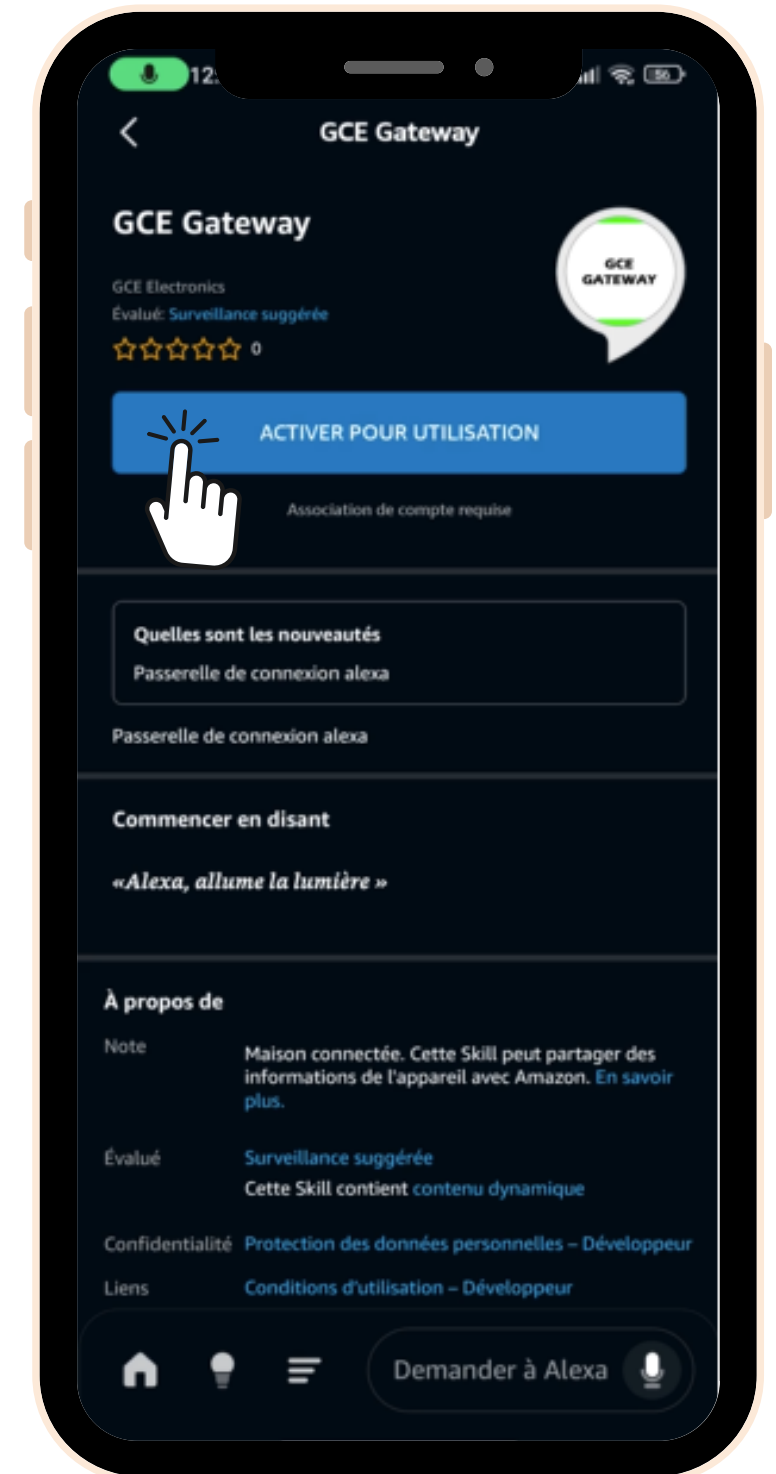 12:
56
GCE Gateway
GCE Gateway
GCE
GATEWAY
GCE Electronics
Évalué: Surveillance suggérée
0
ACTIVER POUR UTILISATION
Association de compte requise
Quelles sont les nouveautés
Passerelle de connexion alexa
Passerelle de connexion alexa
Commencer en disant
«Alexa, allume la lumière »
À propos de
Note
Maison connectée. Cette Skill peut partager des
informations de l'appareil avec Amazon. En savoir
plus.
Évalué
Surveillance suggérée
Cette Skill contient contenu dynamique
Confidentialité Protection des données personnelles – Développeur
Liens Conditions d'utilisation – Développeur
Demander à Alexa